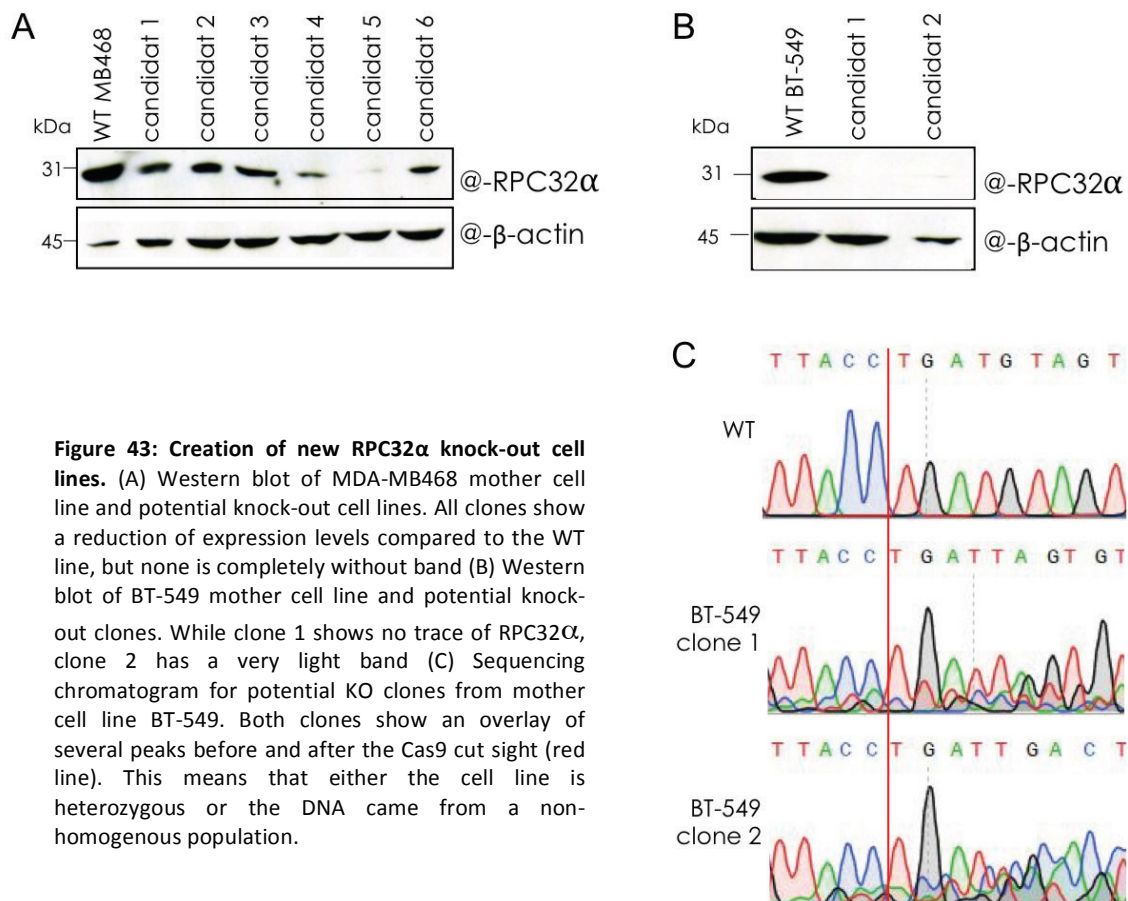 A
WT MB468
candidat 1
candidat 2
candidat 3
candidat 4
candidat 5
candidat 6
kDa
31
@-RPC32α
45
@-β-actin
B
WT BT-549
candidat 1
candidat 2
kDa
31
@-RPC32α
45
@-β-actin
C
T T A C C T G A T G T A G T
WT
T T A C C T G A T T A G T G T
BT-549
clone 1
T T A C C T G A T T G A C T
BT-549
clone 2
Figure 43: Creation of new RPC32α knock-out cell
lines. (A) Western blot of MDA-MB468 mother cell
line and potential knock-out cell lines. All clones show
a reduction of expression levels compared to the WT
line, but none is completely without band (B) Western
blot of BT-549 mother cell line and potential knock-
out clones. While clone 1 shows no trace of RPC32α,
clone 2 has a very light band (C) Sequencing
chromatogram for potential KO clones from mother
cell line BT-549. Both clones show an overlay of
several peaks before and after the Cas9 cut sight (red
line). This means that either the cell line is
heterozygous or the DNA came from a non-
homogenous population.